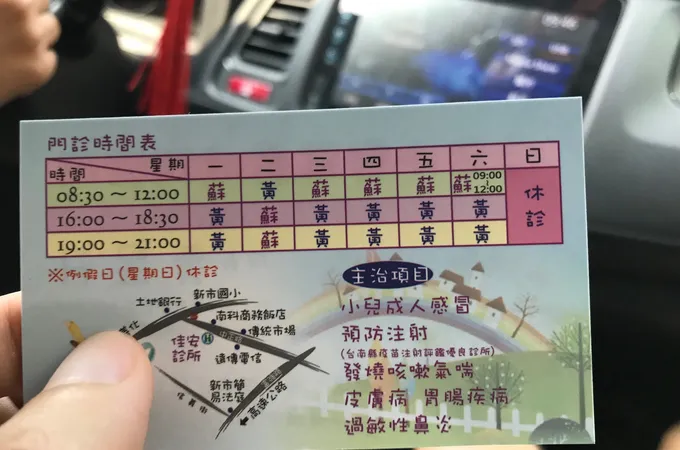 門診時間表
時間 星期 一 二 三 四 五 六 日
08:30 ～ 12:00 蘇 黃 蘇 蘇 蘇 蘇 09:00 ～ 12:00 休診
16:00 ～ 18:30 黃 蘇 黃 黃 黃 黃
19:00 ～ 21:00 黃 蘇 黃 黃 黃 黃
※例假日(星期日)休診
土地銀行
新市國小
南科商務飯店
傳統市場
佳安診所
遠傳電信
新市簡易法庭
主治項目
小兒成人感冒
預防注射
(台南縣疫苗注射評鑑優良診所)
發燒咳嗽氣喘
皮膚病 胃腸疾病
過敏性鼻炎